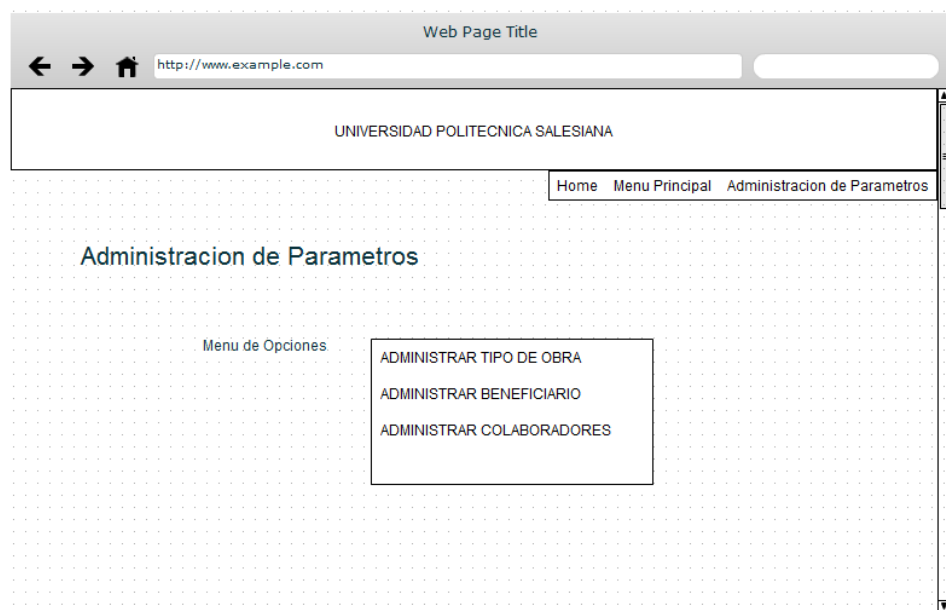 Web Page Title
http://www.example.com
UNIVERSIDAD POLITECNICA SALESIANA
Home Menu Principal Administracion de Parametros
Administracion de Parametros
Menu de Opciones
ADMINISTRAR TIPO DE OBRA
ADMINISTRAR BENEFICIARIO
ADMINISTRAR COLABORADORES